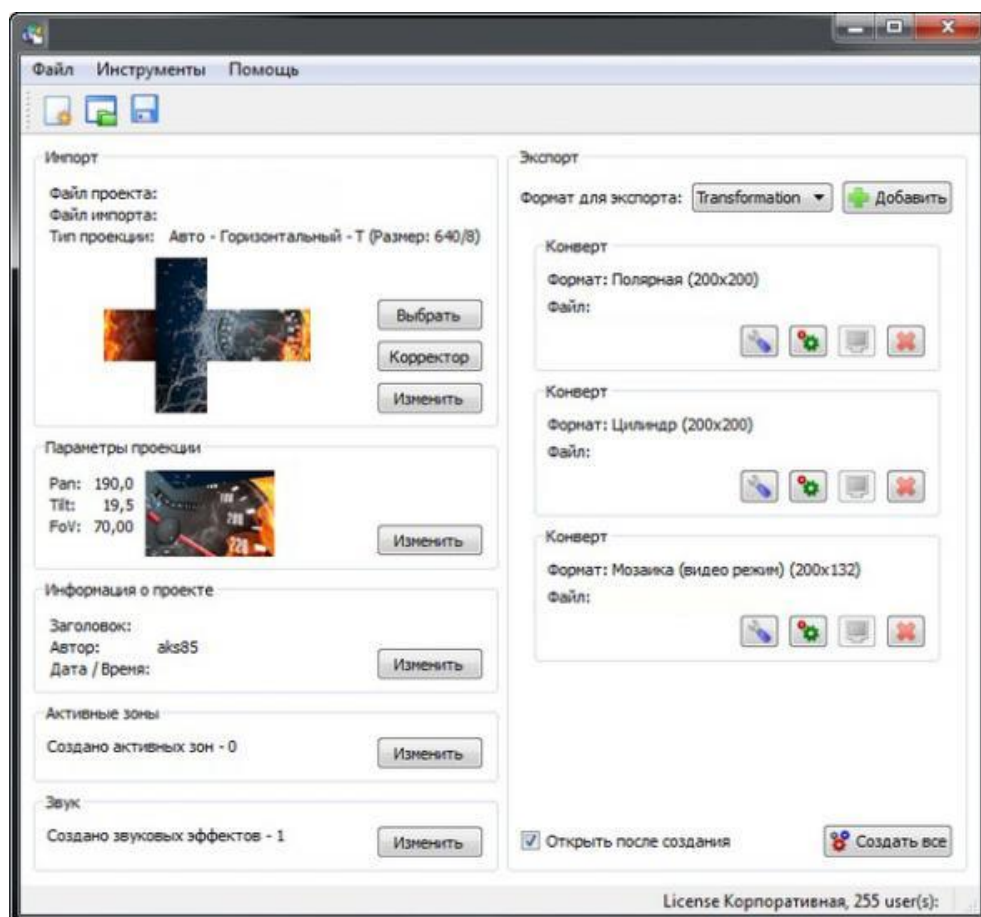 Файл Инструменты Помощь
Импорт
Файл проекта:
Файл импорта:
Тип проекции: Авто - Горизонтальный - Т (Размер: 640/8)
Выбрать
Корректор
Изменить
Параметры проекции
Pan: 190,0
Tilt: 19,5
FoV: 70,00
180
200
220
Изменить
Информация о проекте
Заголовок:
Автор: aks85
Дата / Время:
Изменить
Активные зоны
Создано активных зон - 0
Изменить
Звук
Создано звуковых эффектов - 1
Изменить
Экспорт
Формат для экспорта: Transformation Добавить
Конверт
Формат: Полярная (200x200)
Файл:
Конверт
Формат: Цилиндр (200x200)
Файл:
Конверт
Формат: Мозаика (видео режим) (200x132)
Файл:
Открыть после создания Создать все
License Корпоративная, 255 user(s):